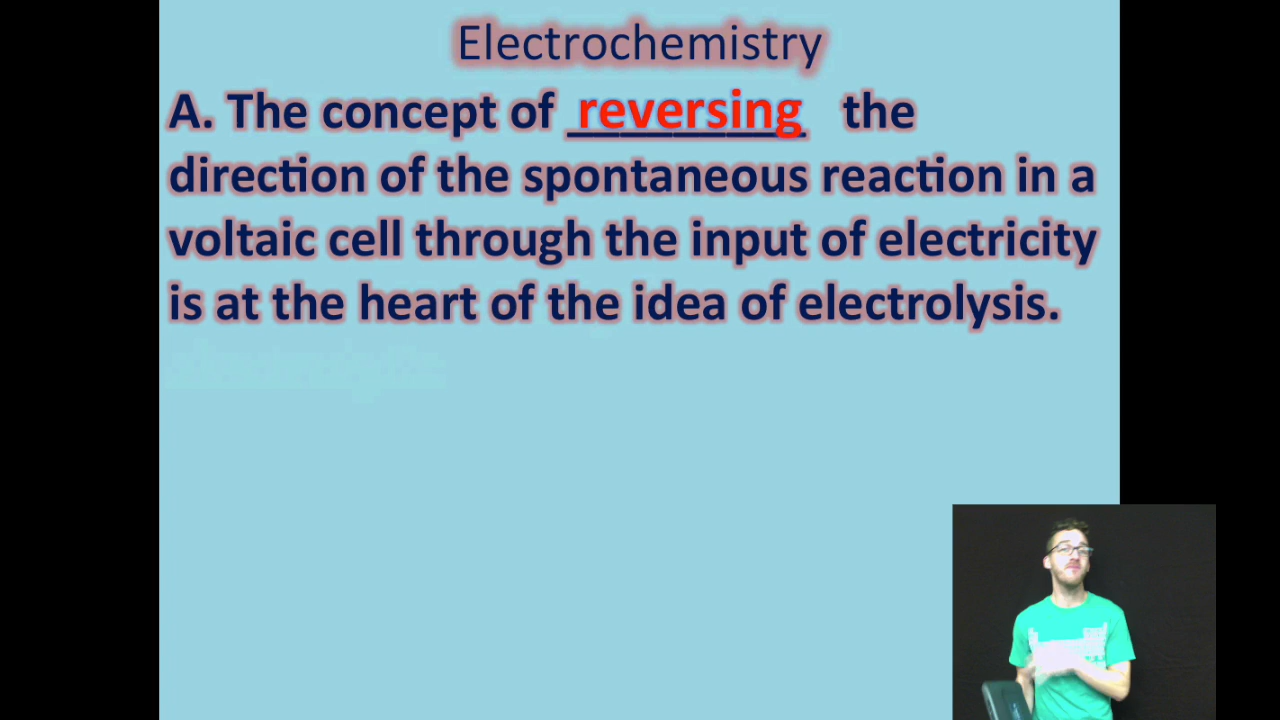 Electrochemistry
A. The concept of reversing the
direction of the spontaneous reaction in a
voltaic cell through the input of electricity
is at the heart of the idea of electrolysis.